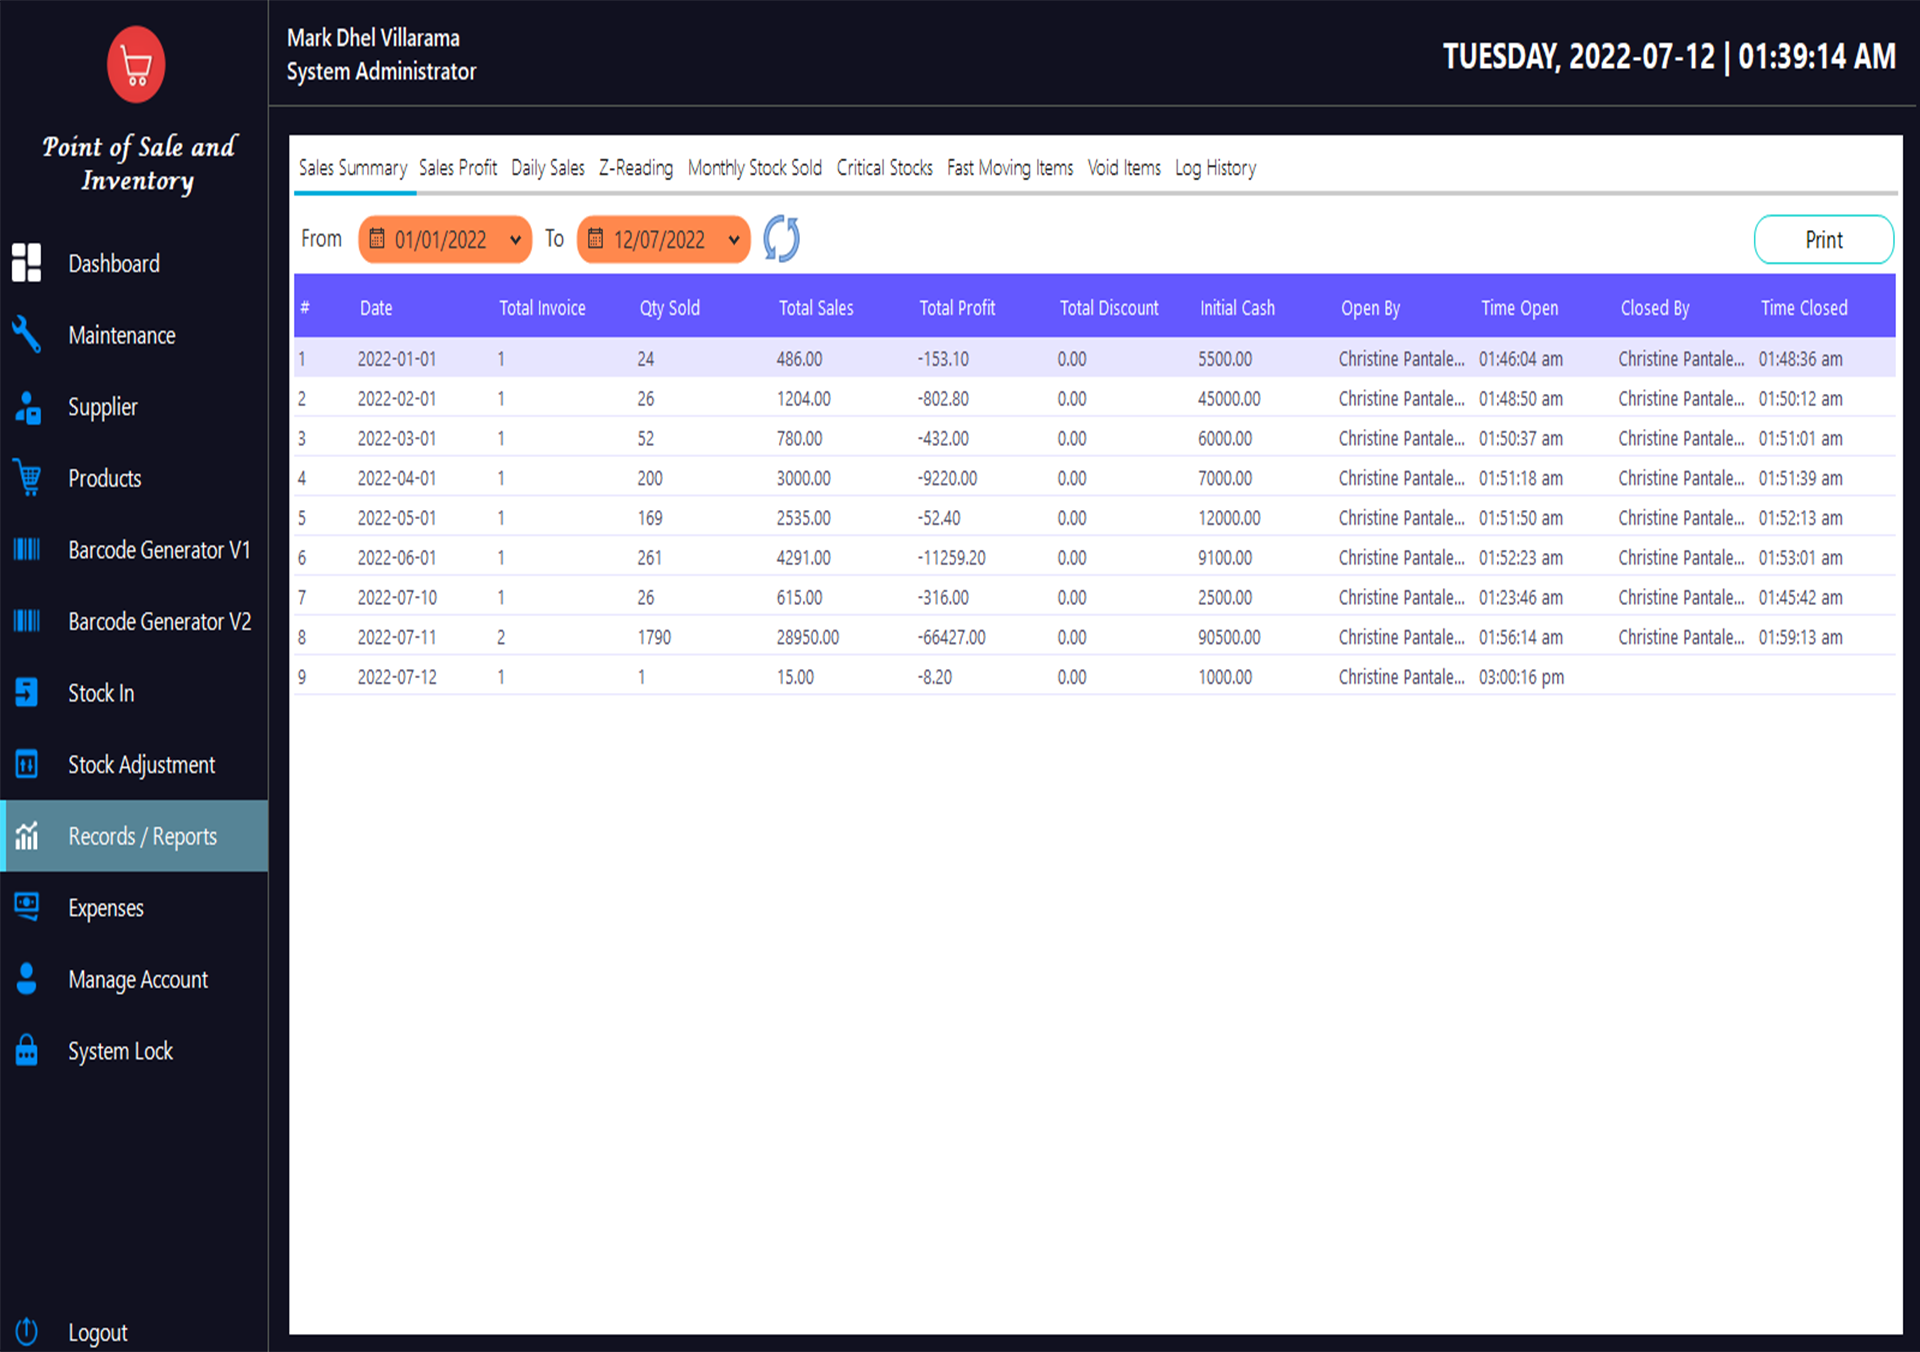 Point of Sale and
Inventory
Dashboard
Maintenance
Supplier
Products
Barcode Generator V1
Barcode Generator V2
Stock In
Stock Adjustment
Records / Reports
Expenses
Manage Account
System Lock
Logout
Mark Dhel Villarama
System Administrator
TUESDAY, 2022-07-12 | 01:39:14 AM
Sales Summary Sales Profit Daily Sales Z-Reading Monthly Stock Sold Critical Stocks Fast Moving Items Void Items Log History
From 01/01/2022 To 12/07/2022 Print
# Date Total Invoice Qty Sold Total Sales Total Profit Total Discount Initial Cash Open By Time Open Closed By Time Closed
1 2022-01-01 1 24 486.00 -153.10 0.00 5500.00 Christine Pantale... 01:46:04 am Christine Pantale... 01:48:36 am
2 2022-02-01 1 26 1204.00 -802.80 0.00 45000.00 Christine Pantale... 01:48:50 am Christine Pantale... 01:50:12 am
3 2022-03-01 1 52 780.00 -432.00 0.00 6000.00 Christine Pantale... 01:50:37 am Christine Pantale... 01:51:01 am
4 2022-04-01 1 200 3000.00 -9220.00 0.00 7000.00 Christine Pantale... 01:51:18 am Christine Pantale... 01:51:39 am
5 2022-05-01 1 169 2535.00 -52.40 0.00 12000.00 Christine Pantale... 01:51:50 am Christine Pantale... 01:52:13 am
6 2022-06-01 1 261 4291.00 -11259.20 0.00 9100.00 Christine Pantale... 01:52:23 am Christine Pantale... 01:53:01 am
7 2022-07-10 1 26 615.00 -316.00 0.00 2500.00 Christine Pantale... 01:23:46 am Christine Pantale... 01:45:42 am
8 2022-07-11 2 1790 28950.00 -66427.00 0.00 90500.00 Christine Pantale... 01:56:14 am Christine Pantale... 01:59:13 am
9 2022-07-12 1 1 15.00 -8.20 0.00 1000.00 Christine Pantale... 03:00:16 pm